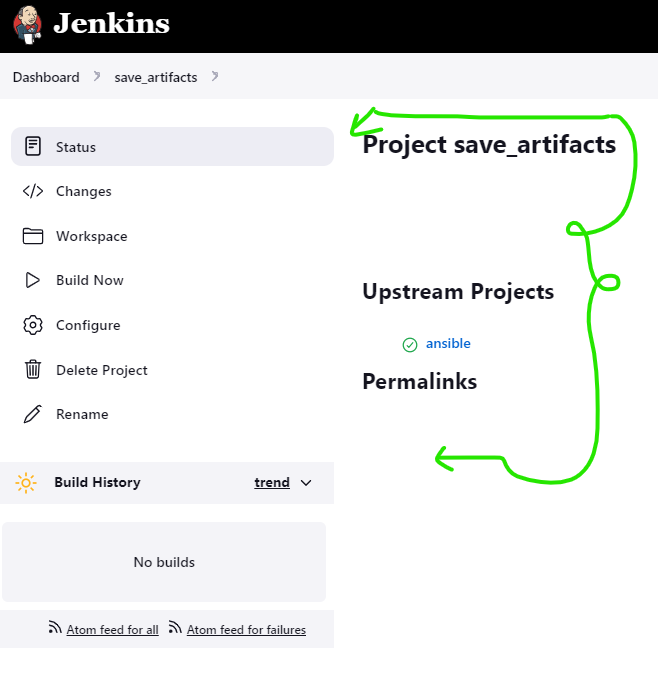 Jenkins
Dashboard save_artifacts
Status
Changes
Workspace
Build Now
Configure
Delete Project
Rename
Build History trend
No builds
Atom feed for all Atom feed for failures
Project save_artifacts
Upstream Projects
ansible
Permalinks